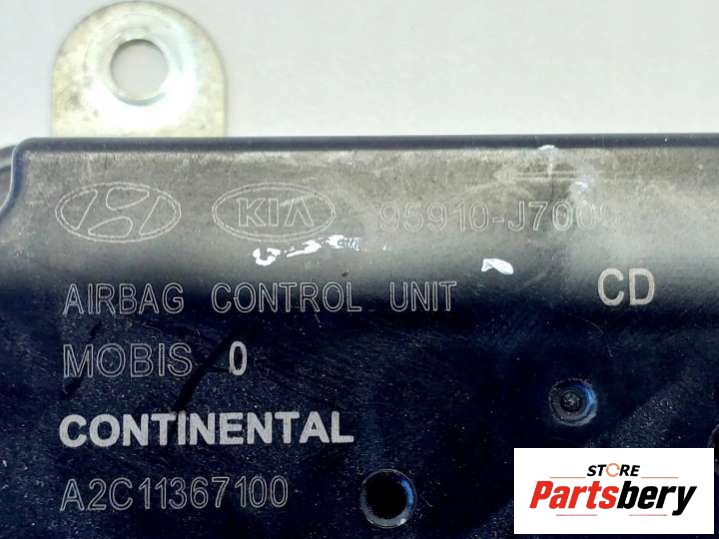 KIA
AIRBAG CONTROL UNIT CD
MOBIS 0
CONTINENTAL
A2C11367100
STORE
Partsbery